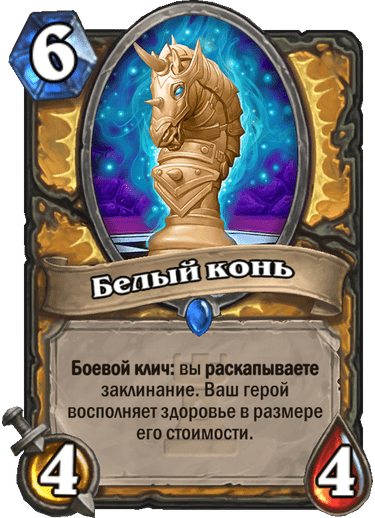 6
Белый конь
Боевой клич: вы раскапываете
заклинание. Ваш герой
восполняет здоровье в размере
его стоимости.
4
4